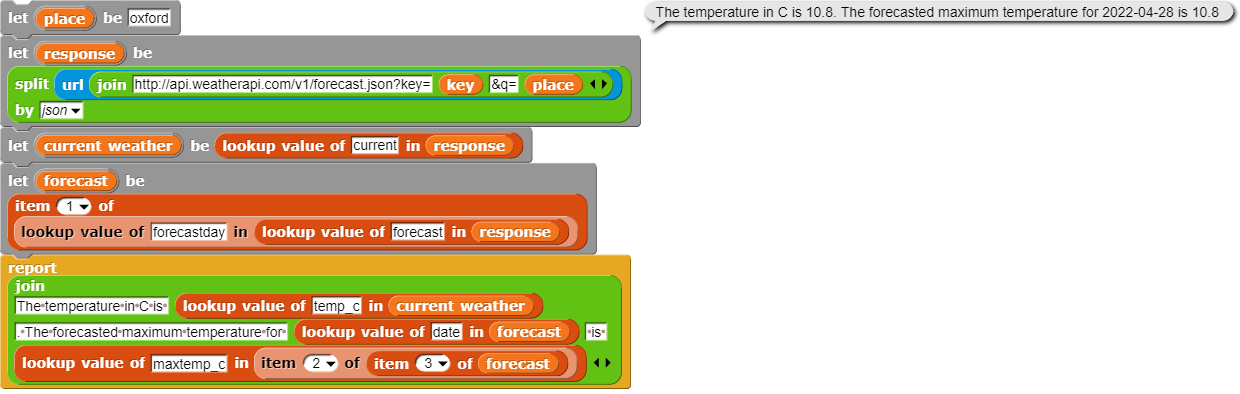 let place be oxford
The temperature in C is 10.8. The forecasted maximum temperature for 2022-04-28 is 10.8
let response be
split url join http://api.weatherapi.com/v1/forecast.json?key= key &q= place
by json
let current weather be lookup value of current in response
let forecast be
item 1 of
lookup value of forecastday in lookup value of forecast in response
report
join
The temperature in C is lookup value of temp_c in current weather
. The forecasted maximum temperature for lookup value of date in forecast is
lookup value of maxtemp_c in item 2 of item 3 of forecast